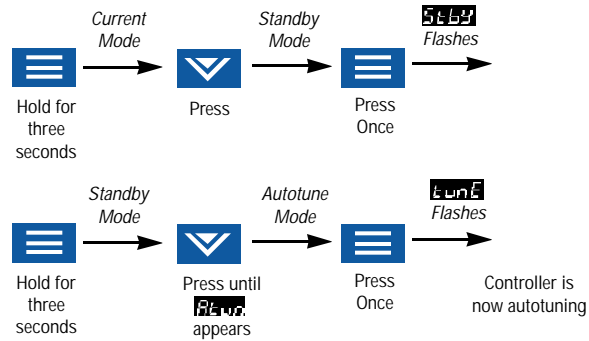 Current
Mode
Standby
Mode
Stby
Flashes
Hold for
three
seconds
Press
Press
Once
Standby
Mode
Autotune
Mode
tunE
Flashes
Hold for
three
seconds
Press until
Atun
appears
Press
Once
Controller is
now autotuning